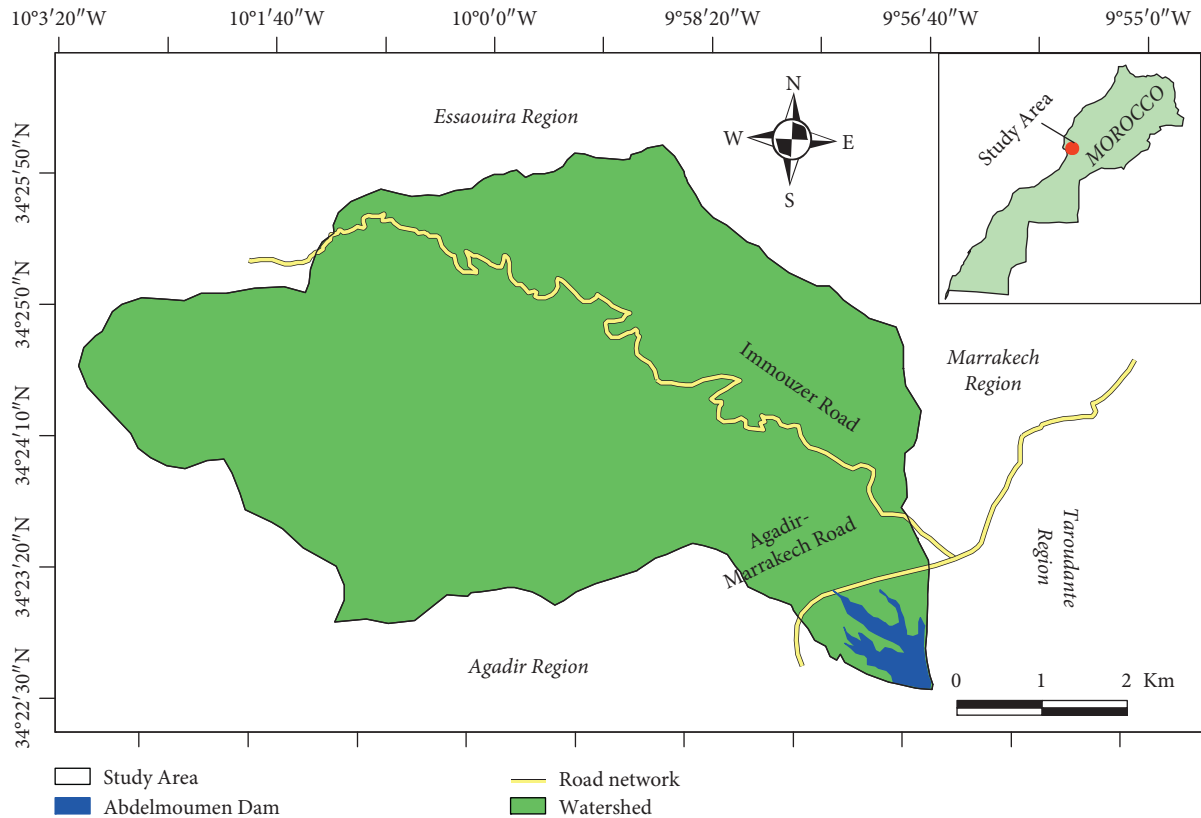 10°3′20″W 10°1′40″W 10°00′0″W 9°58′20″W 9°56′40″W 9°55′0″W
34°25′50″N
34°25′0″N
34°24′10″N
34°23′20″N
34°22′30″N
Essaouira Region
N
W
E
S
Study Area
MOROCCO
Marrakech
Region
Immouzer Road
Agadir-
Marrakech Road
Taroudante
Region
Agadir Region
0 1 2 Km
Study Area
Road network
Abdelmoumen Dam
Watershed